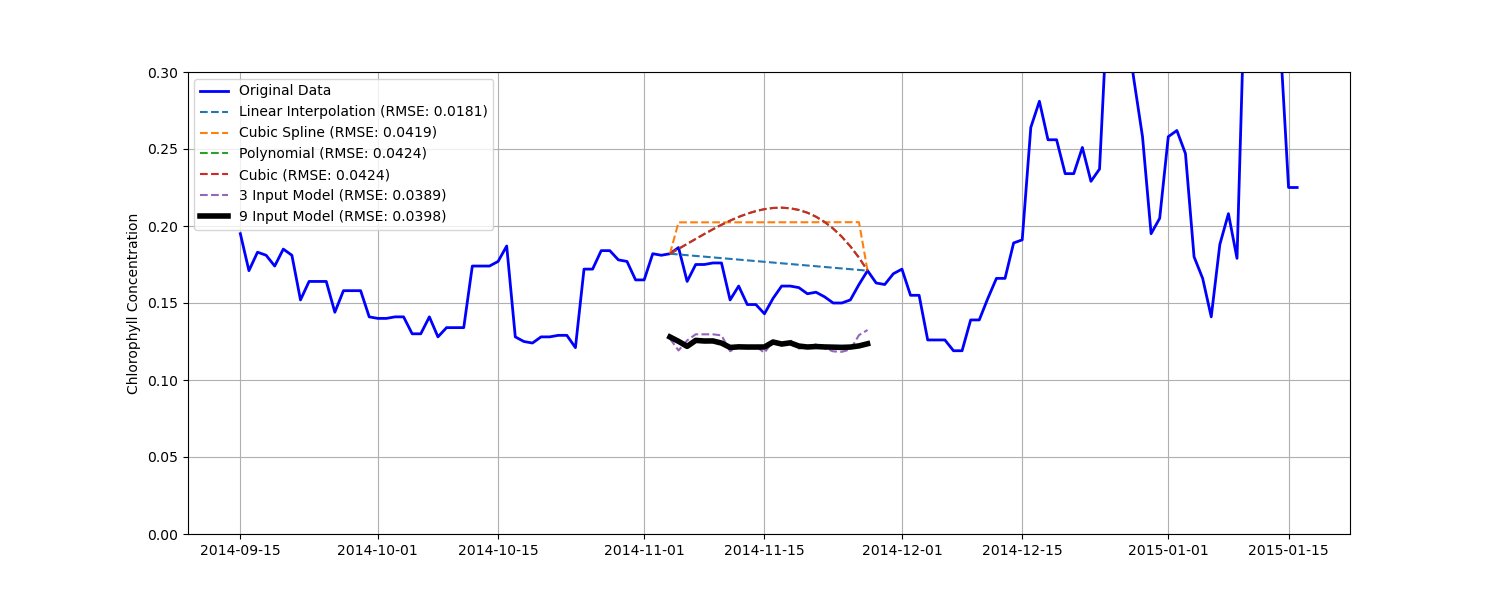 0.30
0.25
0.20
0.15
0.10
0.05
0.00
Chlorophyll Concentration
Original Data
Linear Interpolation (RMSE: 0.0181)
Cubic Spline (RMSE: 0.0419)
Polynomial (RMSE: 0.0424)
Cubic (RMSE: 0.0424)
3 Input Model (RMSE: 0.0389)
9 Input Model (RMSE: 0.0398)
2014-09-15 2014-10-01 2014-10-15 2014-11-01 2014-11-15 2014-12-01 2014-12-15 2015-01-01 2015-01-15